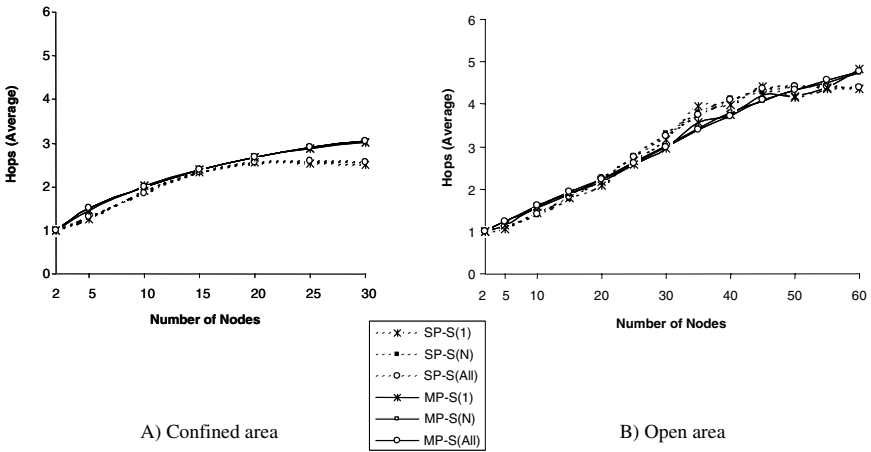 6
5
4
3
2
1
0
Hops (Average)
2 5 10 15 20 25 30
Number of Nodes
6
5
4
3
2
1
0
Hops (Average)
2 5 10 20 30 40 50 60
Number of Nodes
SP-S(1)
SP-S(N)
SP-S(All)
MP-S(1)
MP-S(N)
MP-S(All)
A) Confined area
B) Open area